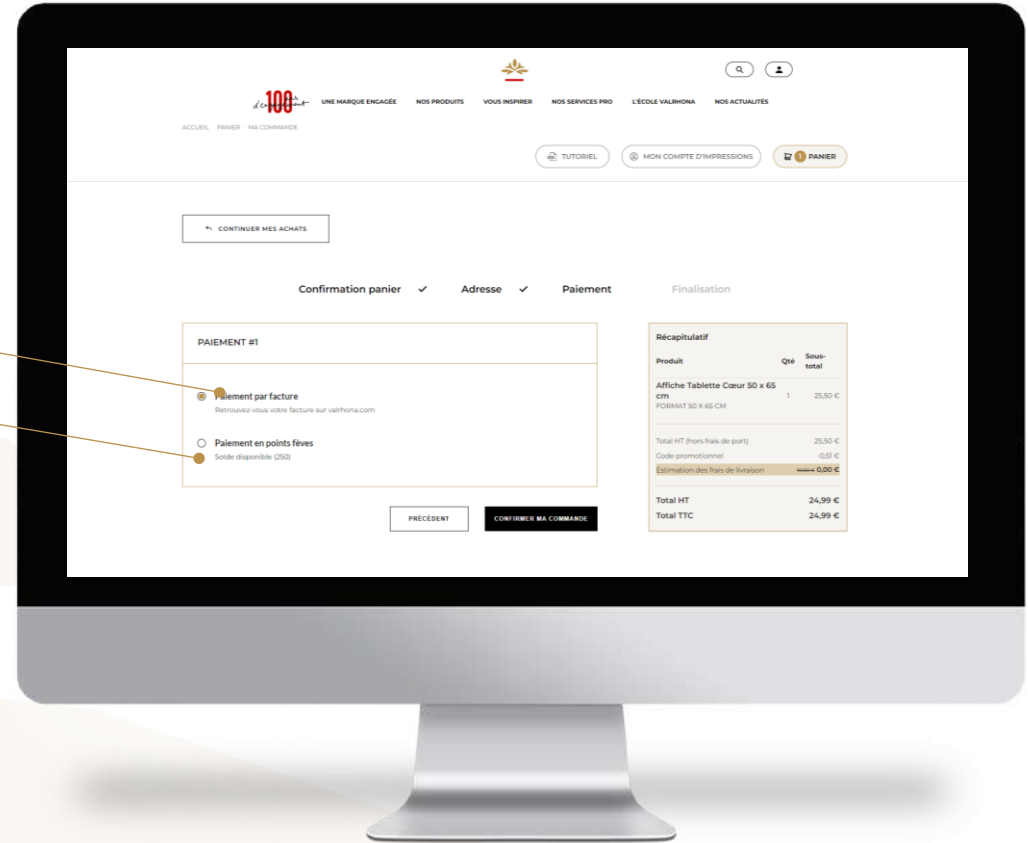 100 ans
d'engagement
UNE MARQUE ENGAGÉE NOS PRODUITS VOUS INSPIRER NOS SERVICES PRO L'ÉCOLE VALRHONA NOS ACTUALITÉS
ACCUEIL PANIER MA COMMANDE
TUTORIEL MON COMPTE D'IMPRESSIONS 1 PANIER
CONTINUER MES ACHATS
Confirmation panier Adresse Paiement Finalisation
PAIEMENT #1
Paiement par facture
Retrouvez-vous votre facture sur valrhona.com
Paiement en points fèves
Solde disponible (250)
PRÉCÉDENT CONFIRMER MA COMMANDE
Récapitulatif
Produit Qté Sous-total
Affiche Tablette Cœur 50 x 65
cm 1 25,50 €
FORMAT 50 X 65 CM
Total HT (hors frais de port) 25,50 €
Code promotionnel -0,51 €
Estimation des frais de livraison 0,00 €
Total HT 24,99 €
Total TTC 24,99 €